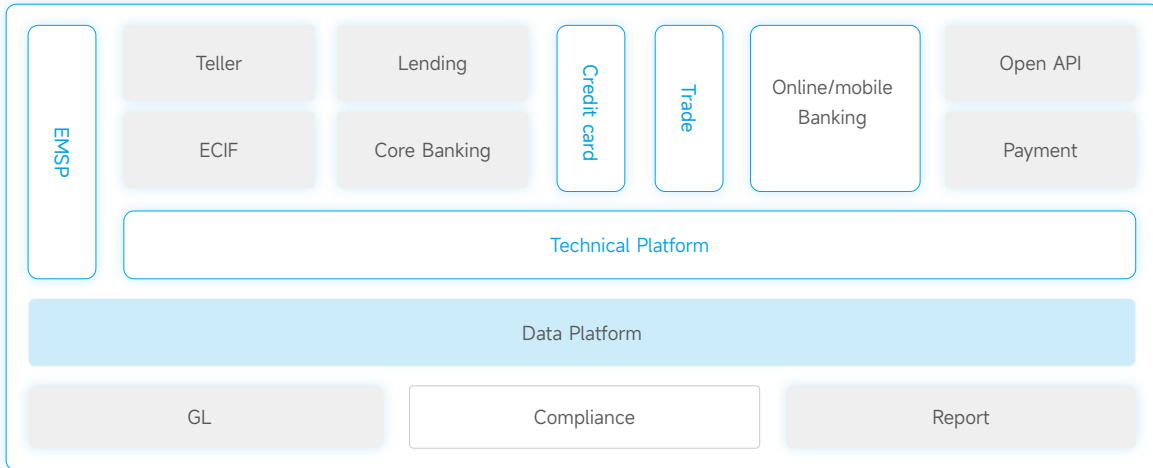 EMSP
Teller
Lending
Credit card
Trade
Online/mobile
Banking
Open API
ECIF
Core Banking
Payment
Technical Platform
Data Platform
GL
Compliance
Report